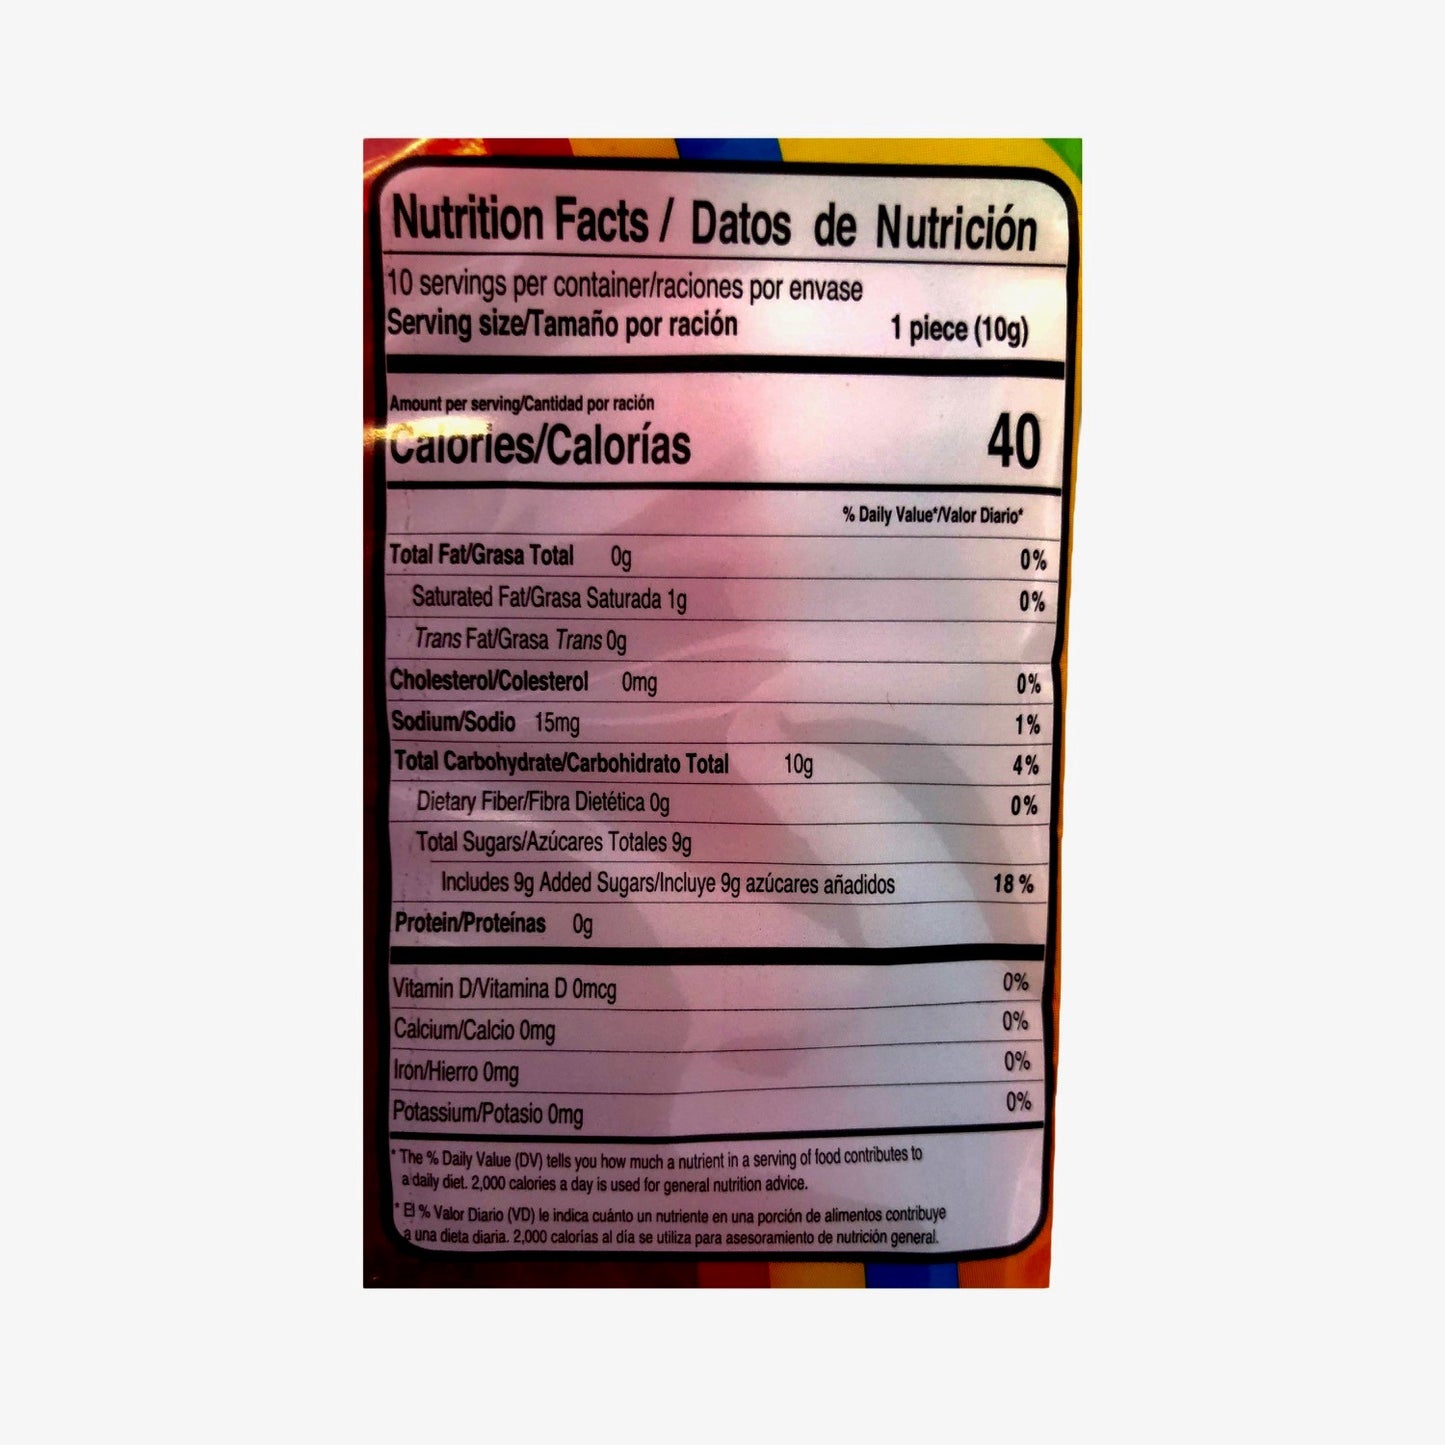 Nutrition Facts / Datos de Nutrición
10 servings per container/raciones por envase
Serving size/Tamaño por ración 1 piece (10g)
Amount per serving/Cantidad por ración
Calories/Calorías 40
% Daily Value*/Valor Diario*
Total Fat/Grasa Total 0g 0%
Saturated Fat/Grasa Saturada 1g 0%
Trans Fat/Grasa Trans 0g
Cholesterol/Colesterol 0mg 0%
Sodium/Sodio 15mg 1%
Total Carbohydrate/Carbohidrato Total 10g 4%
Dietary Fiber/Fibra Dietética 0g 0%
Total Sugars/Azúcares Totales 9g
Includes 9g Added Sugars/Incluye 9g azúcares añadidos 18%
Protein/Proteínas 0g
Vitamin D/Vitamina D 0mcg 0%
Calcium/Calcio 0mg 0%
Iron/Hierro 0mg 0%
Potassium/Potasio 0mg 0%
* The % Daily Value (DV) tells you how much a nutrient in a serving of food contributes to
a daily diet. 2,000 calories a day is used for general nutrition advice.
* El % Valor Diario (VD) le indica cuánto un nutriente en una porción de alimentos contribuye
a una dieta diaria. 2,000 calorías al día se utiliza para asesoramiento de nutrición general.